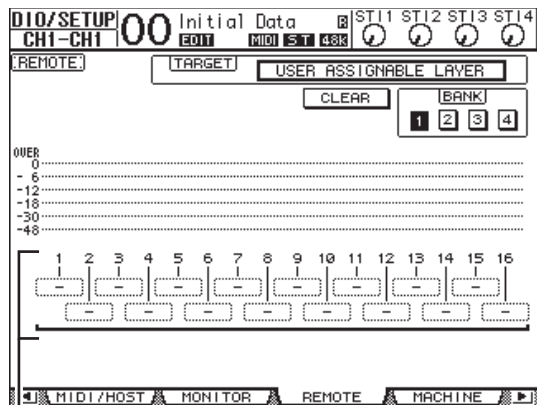 DIO/SETUP 00 Initial Data R ST1 ST2 ST3 ST4
CH1-CH1 EDIT MIDI ST 48K
REMOTE TARGET USER ASSIGNABLE LAYER
CLEAR BANK
1 2 3 4
OVER
0
- 6
-12
-18
-30
-48
1 2 3 4 5 6 7 8 9 10 11 12 13 14 15 16
- - - - - - - -
- - - - - - - -
MIDI/HOST MONITOR REMOTE MACHINE